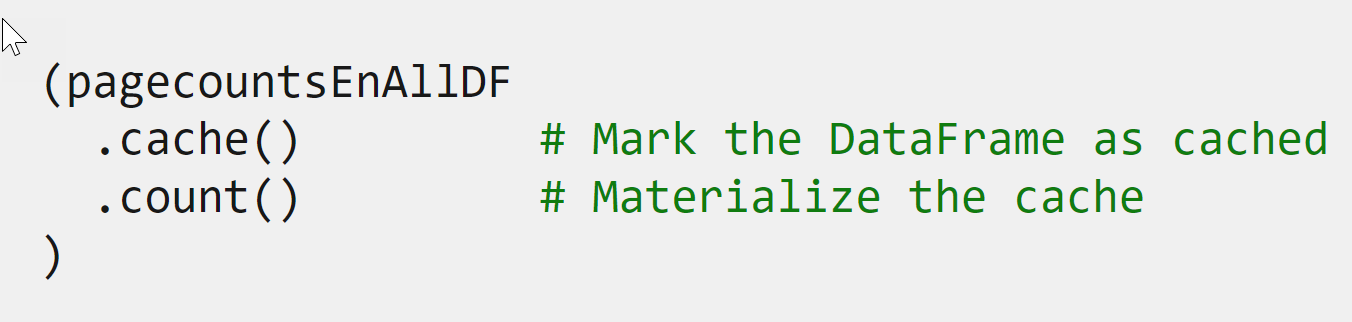 (pagecountsEnAllDF
  .cache()         # Mark the DataFrame as cached
  .count()         # Materialize the cache
)